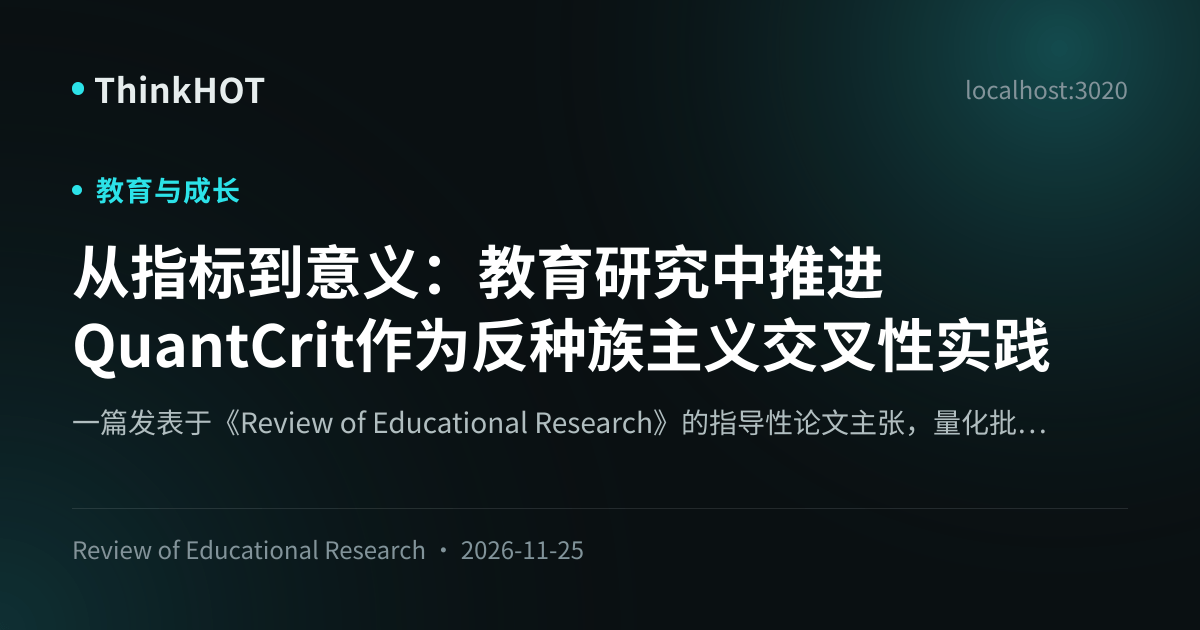 ThinkHOT
localhost:3020
教育与成长
从指标到意义：教育研究中推进
QuantCrit作为反种族主义交叉性实践
一篇发表于《Review of Educational Research》的指导性论文主张，量化批…
Review of Educational Research · 2026-11-25